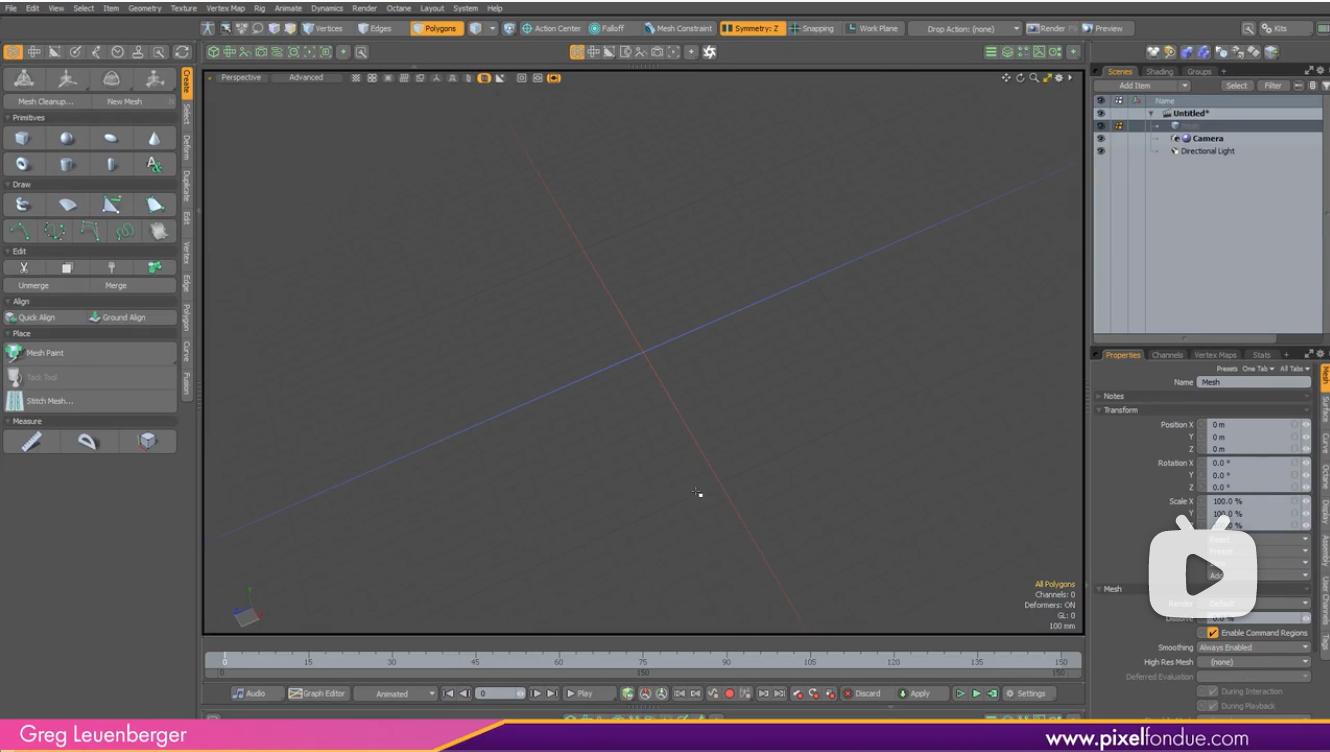 File Edit View Select Item Geometry Texture Vertex Map Rig Animate Dynamics Render Octane Layout System Help
Vertices Edges Polygons Action Center Falloff Mesh Constraint Symmetry: Z Snapping Work Plane Drop Action: (none) Render Preview Kits
Perspective Advanced
Mesh Cleanup... New Mesh
Primitives
Draw
Edit
Unmerge Merge
Align
Quick Align Ground Align
Place
Mesh Paint
Tack Tool
Stitch Mesh...
Measure
Create
Select
Deform
Duplicate
Edit
Vertex
Edge
Polygon
Curve
Fusion
All Polygons
Channels: 0
Deformers: ON
GL: 0
100 mm
Scenes Shading Groups +
Add Item Select Filter
Name
Untitled*
Camera
Directional Light
Properties Channels Vertex Maps Stats +
Presets One Tab All Tabs
Name Mesh
Notes
Transform
Position X 0 m
Y 0 m
Z 0 m
Rotation X 0.0 °
Y 0.0 °
Z 0.0 °
Scale X 100.0 %
Y 100.0 %
Mesh
Render Default
Dissolve 0.0 %
Enable Command Regions
Smoothing Always Enabled
High Res Mesh (none)
Deferred Evaluation
During Interaction
During Playback
Mesh
Surface
Curve
Octane
Display
Assembly
User Channels
Tags
0 15 30 45 60 75 90 105 120 135 150
0 150 150
Audio Graph Editor Animated 0 Play Discard Apply Settings
Greg Leuenberger
www.pixelfondue.com